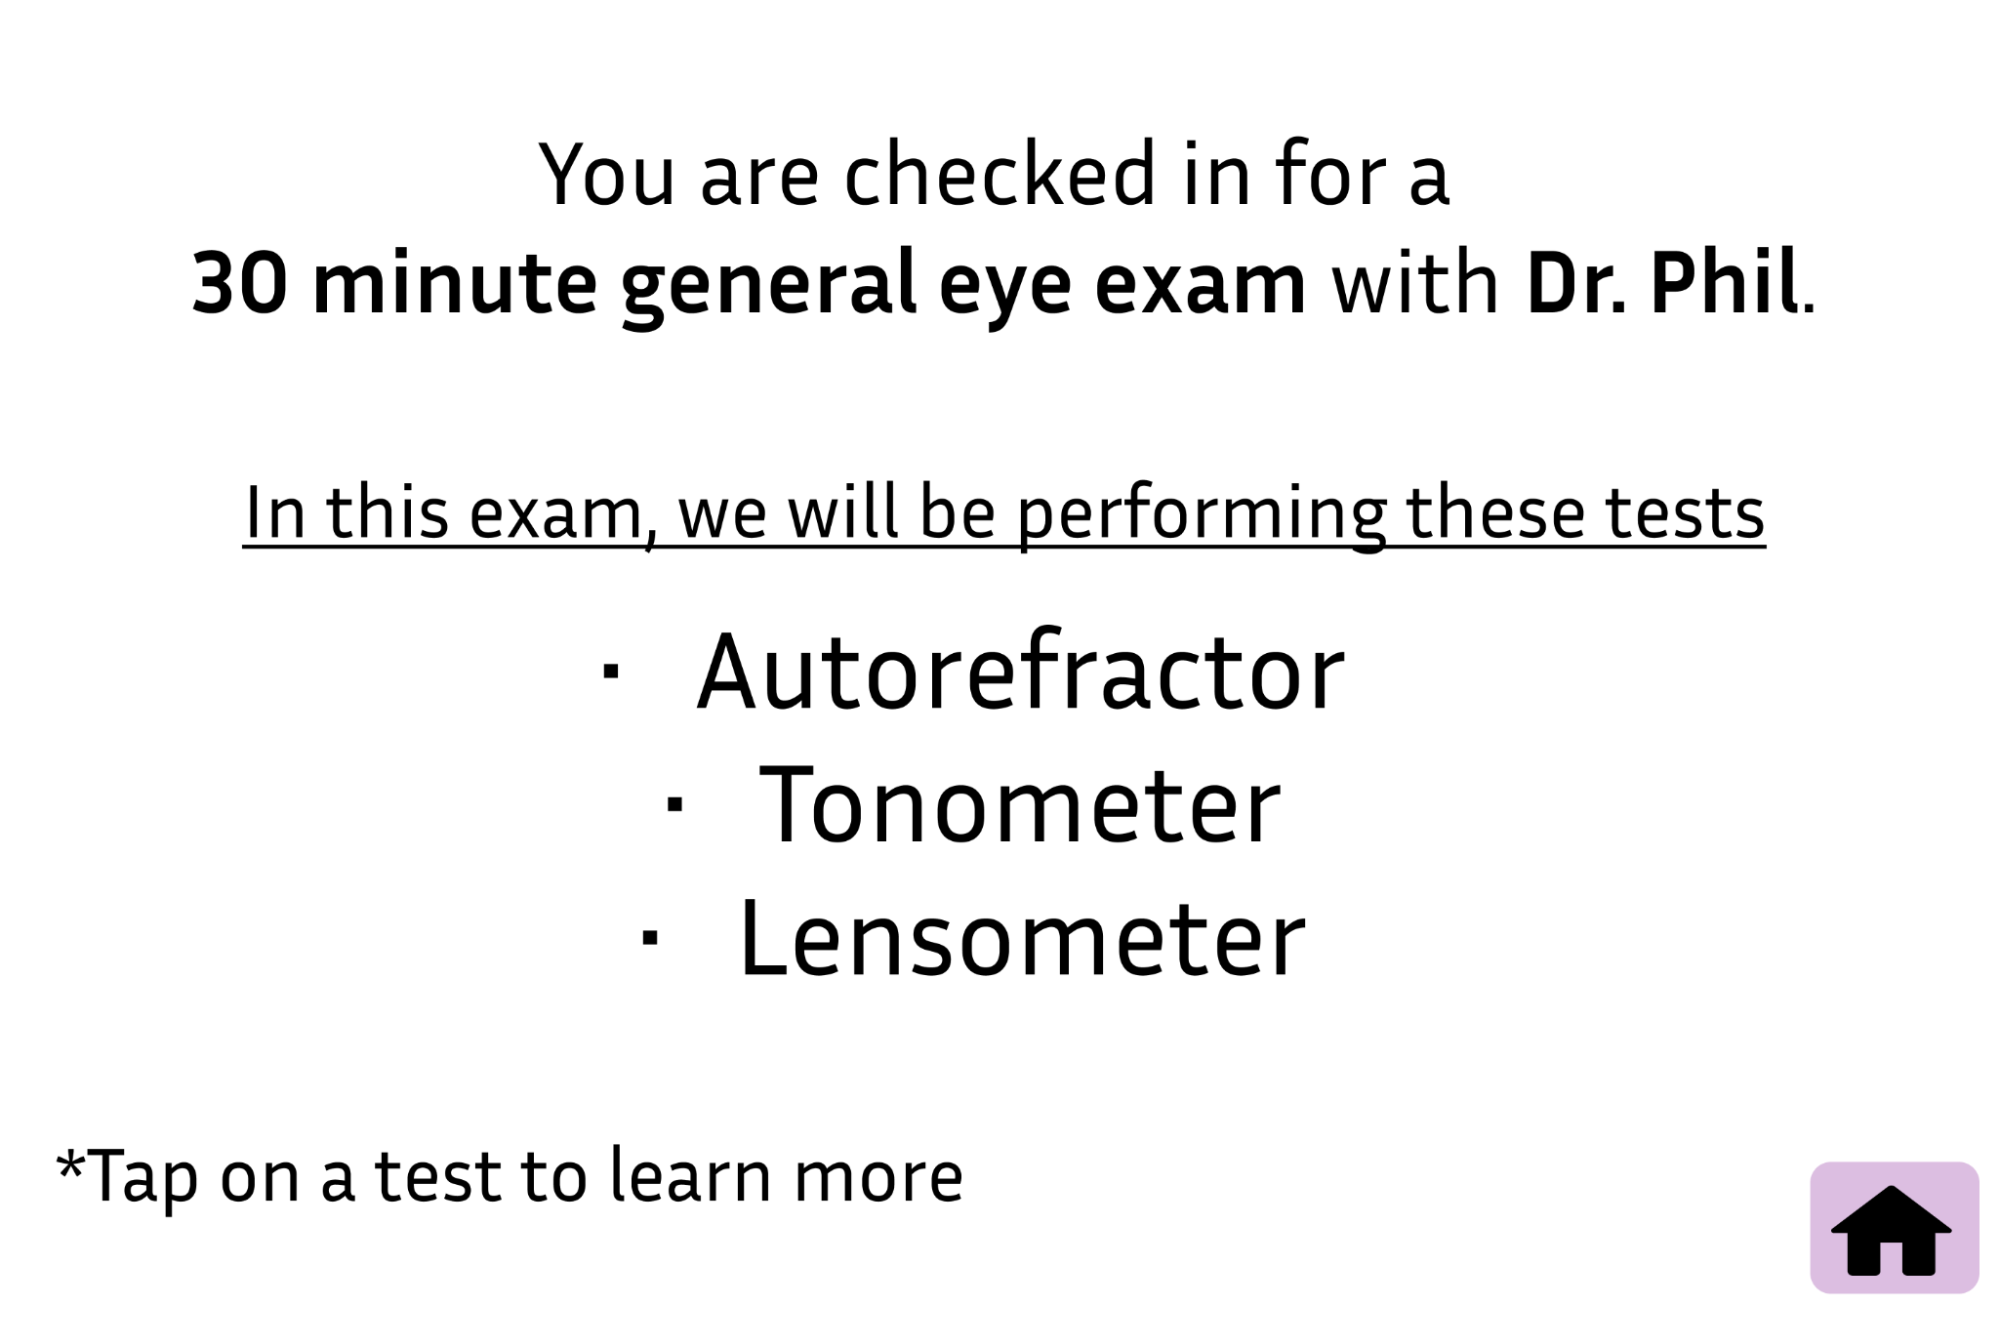 You are checked in for a
30 minute general eye exam with Dr. Phil.
In this exam, we will be performing these tests
· Autorefractor
· Tonometer
· Lensometer
*Tap on a test to learn more